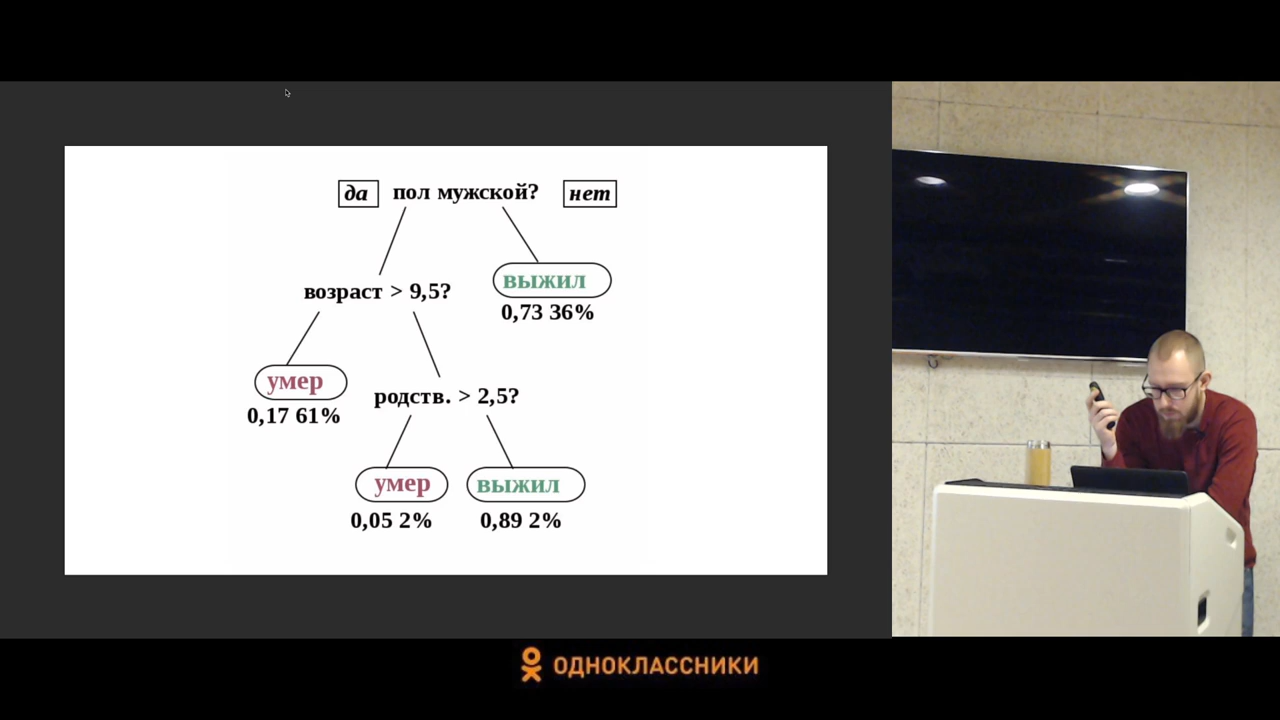 да пол мужской? нет
выжил
возраст > 9,5?
0,73 36%
умер
родств. > 2,5?
0,17 61%
умер выжил
0,05 2% 0,89 2%
ОДНОКЛАССНИКИ